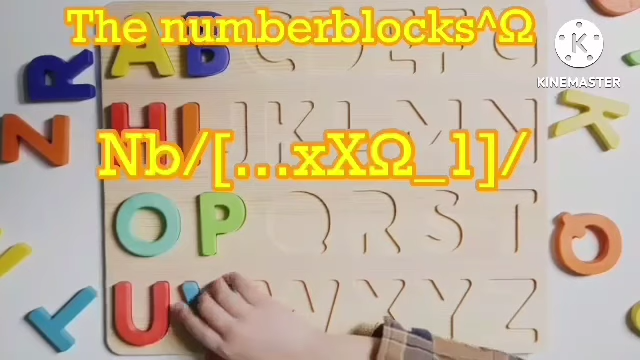 The numberblocks^Ω
KINEMASTER
Nb/[...xXΩ_1]/
R A B C D E F G
N H I J K L M N
O P Q R S T
U V W X Y Z